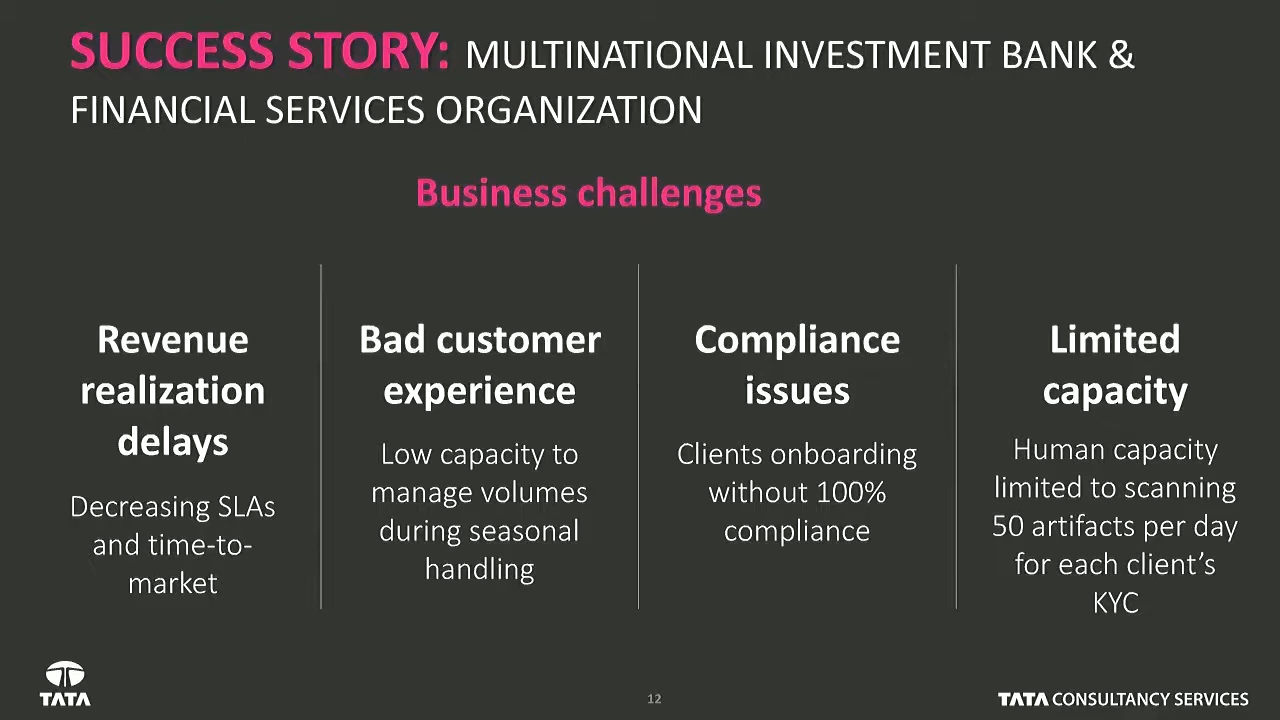 SUCCESS STORY: MULTINATIONAL INVESTMENT BANK &
FINANCIAL SERVICES ORGANIZATION
Business challenges
Revenue
realization
delays
Decreasing SLAs
and time-to-
market
Bad customer
experience
Low capacity to
manage volumes
during seasonal
handling
Compliance
issues
Clients onboarding
without 100%
compliance
Limited
capacity
Human capacity
limited to scanning
50 artifacts per day
for each client’s
KYC
TATA
12
TATA CONSULTANCY SERVICES